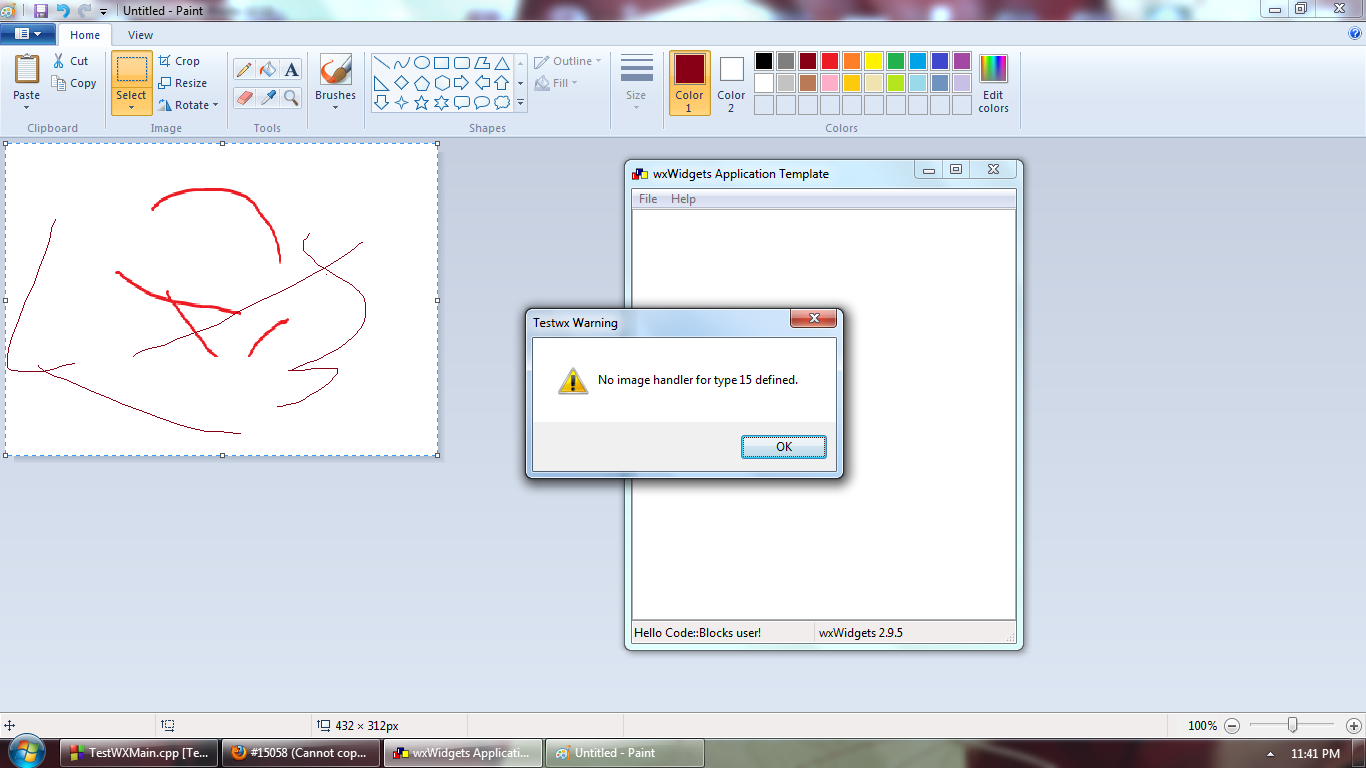 Untitled - Paint
Home View
Paste
Cut
Copy
Clipboard
Select
Crop
Resize
Rotate
Image
A
Tools
Brushes
Shapes
Outline
Fill
Size
Color
1
Color
2
Edit
colors
Colors
wxWidgets Application Template
File Help
Testwx Warning
No image handler for type 15 defined.
OK
Hello Code::Blocks user! wxWidgets 2.9.5
432 × 312px
100%
TestWXMain.cpp [Te...
#15058 (Cannot cop...
wxWidgets Applicati...
Untitled - Paint
11:41 PM